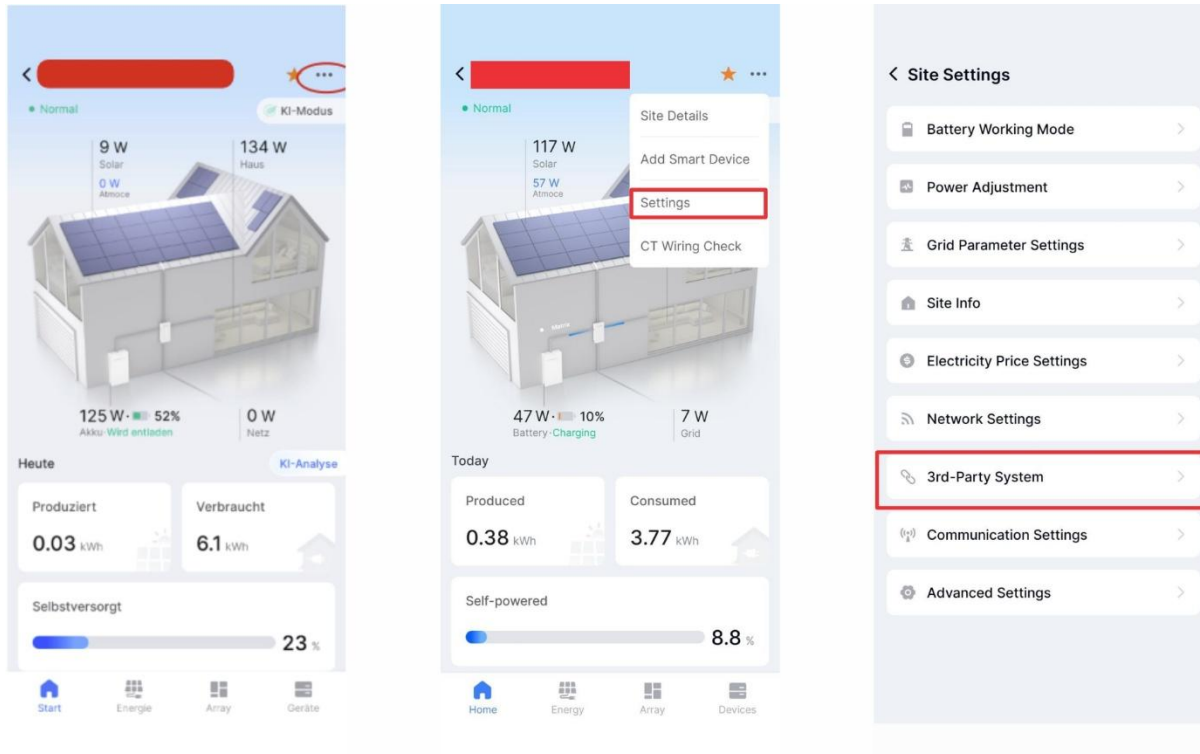 Normal
KI-Modus
9 W
Solar
0 W
Atmoce
134 W
Haus
125 W · 52%
Akku · Wird entladen
0 W
Netz
Heute
KI-Analyse
Produziert
0.03 kWh
Verbraucht
6.1 kWh
Selbstversorgt
23 %
Start
Energie
Array
Geräte
Normal
117 W
Solar
57 W
Atmoce
Site Details
Add Smart Device
Settings
CT Wiring Check
47 W · 10%
Battery · Charging
7 W
Grid
Today
Produced
0.38 kWh
Consumed
3.77 kWh
Self-powered
8.8 %
Home
Energy
Array
Devices
Site Settings
Battery Working Mode
Power Adjustment
Grid Parameter Settings
Site Info
Electricity Price Settings
Network Settings
3rd-Party System
Communication Settings
Advanced Settings